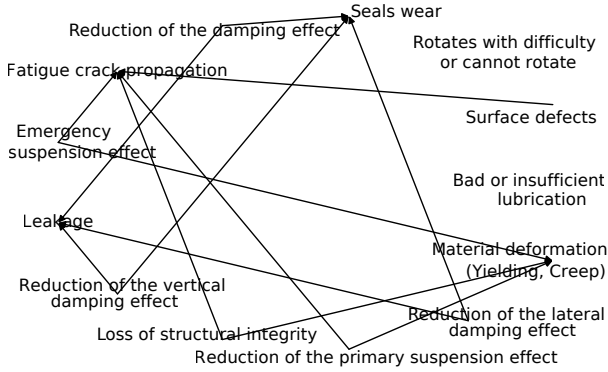 Seals wear
Reduction of the damping effect
Rotates with difficulty
or cannot rotate
Fatigue crack propagation
Surface defects
Emergency
suspension effect
Bad or insufficient
lubrication
Leakage
Material deformation
(Yielding, Creep)
Reduction of the vertical
damping effect
Reduction of the lateral
damping effect
Loss of structural integrity
Reduction of the primary suspension effect